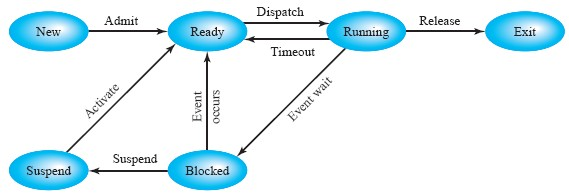 Dispatch
Admit
Release
New
Ready
Running
Exit
Timeout
Activate
Event
occurs
Event wait
Suspend
Suspend
Blocked